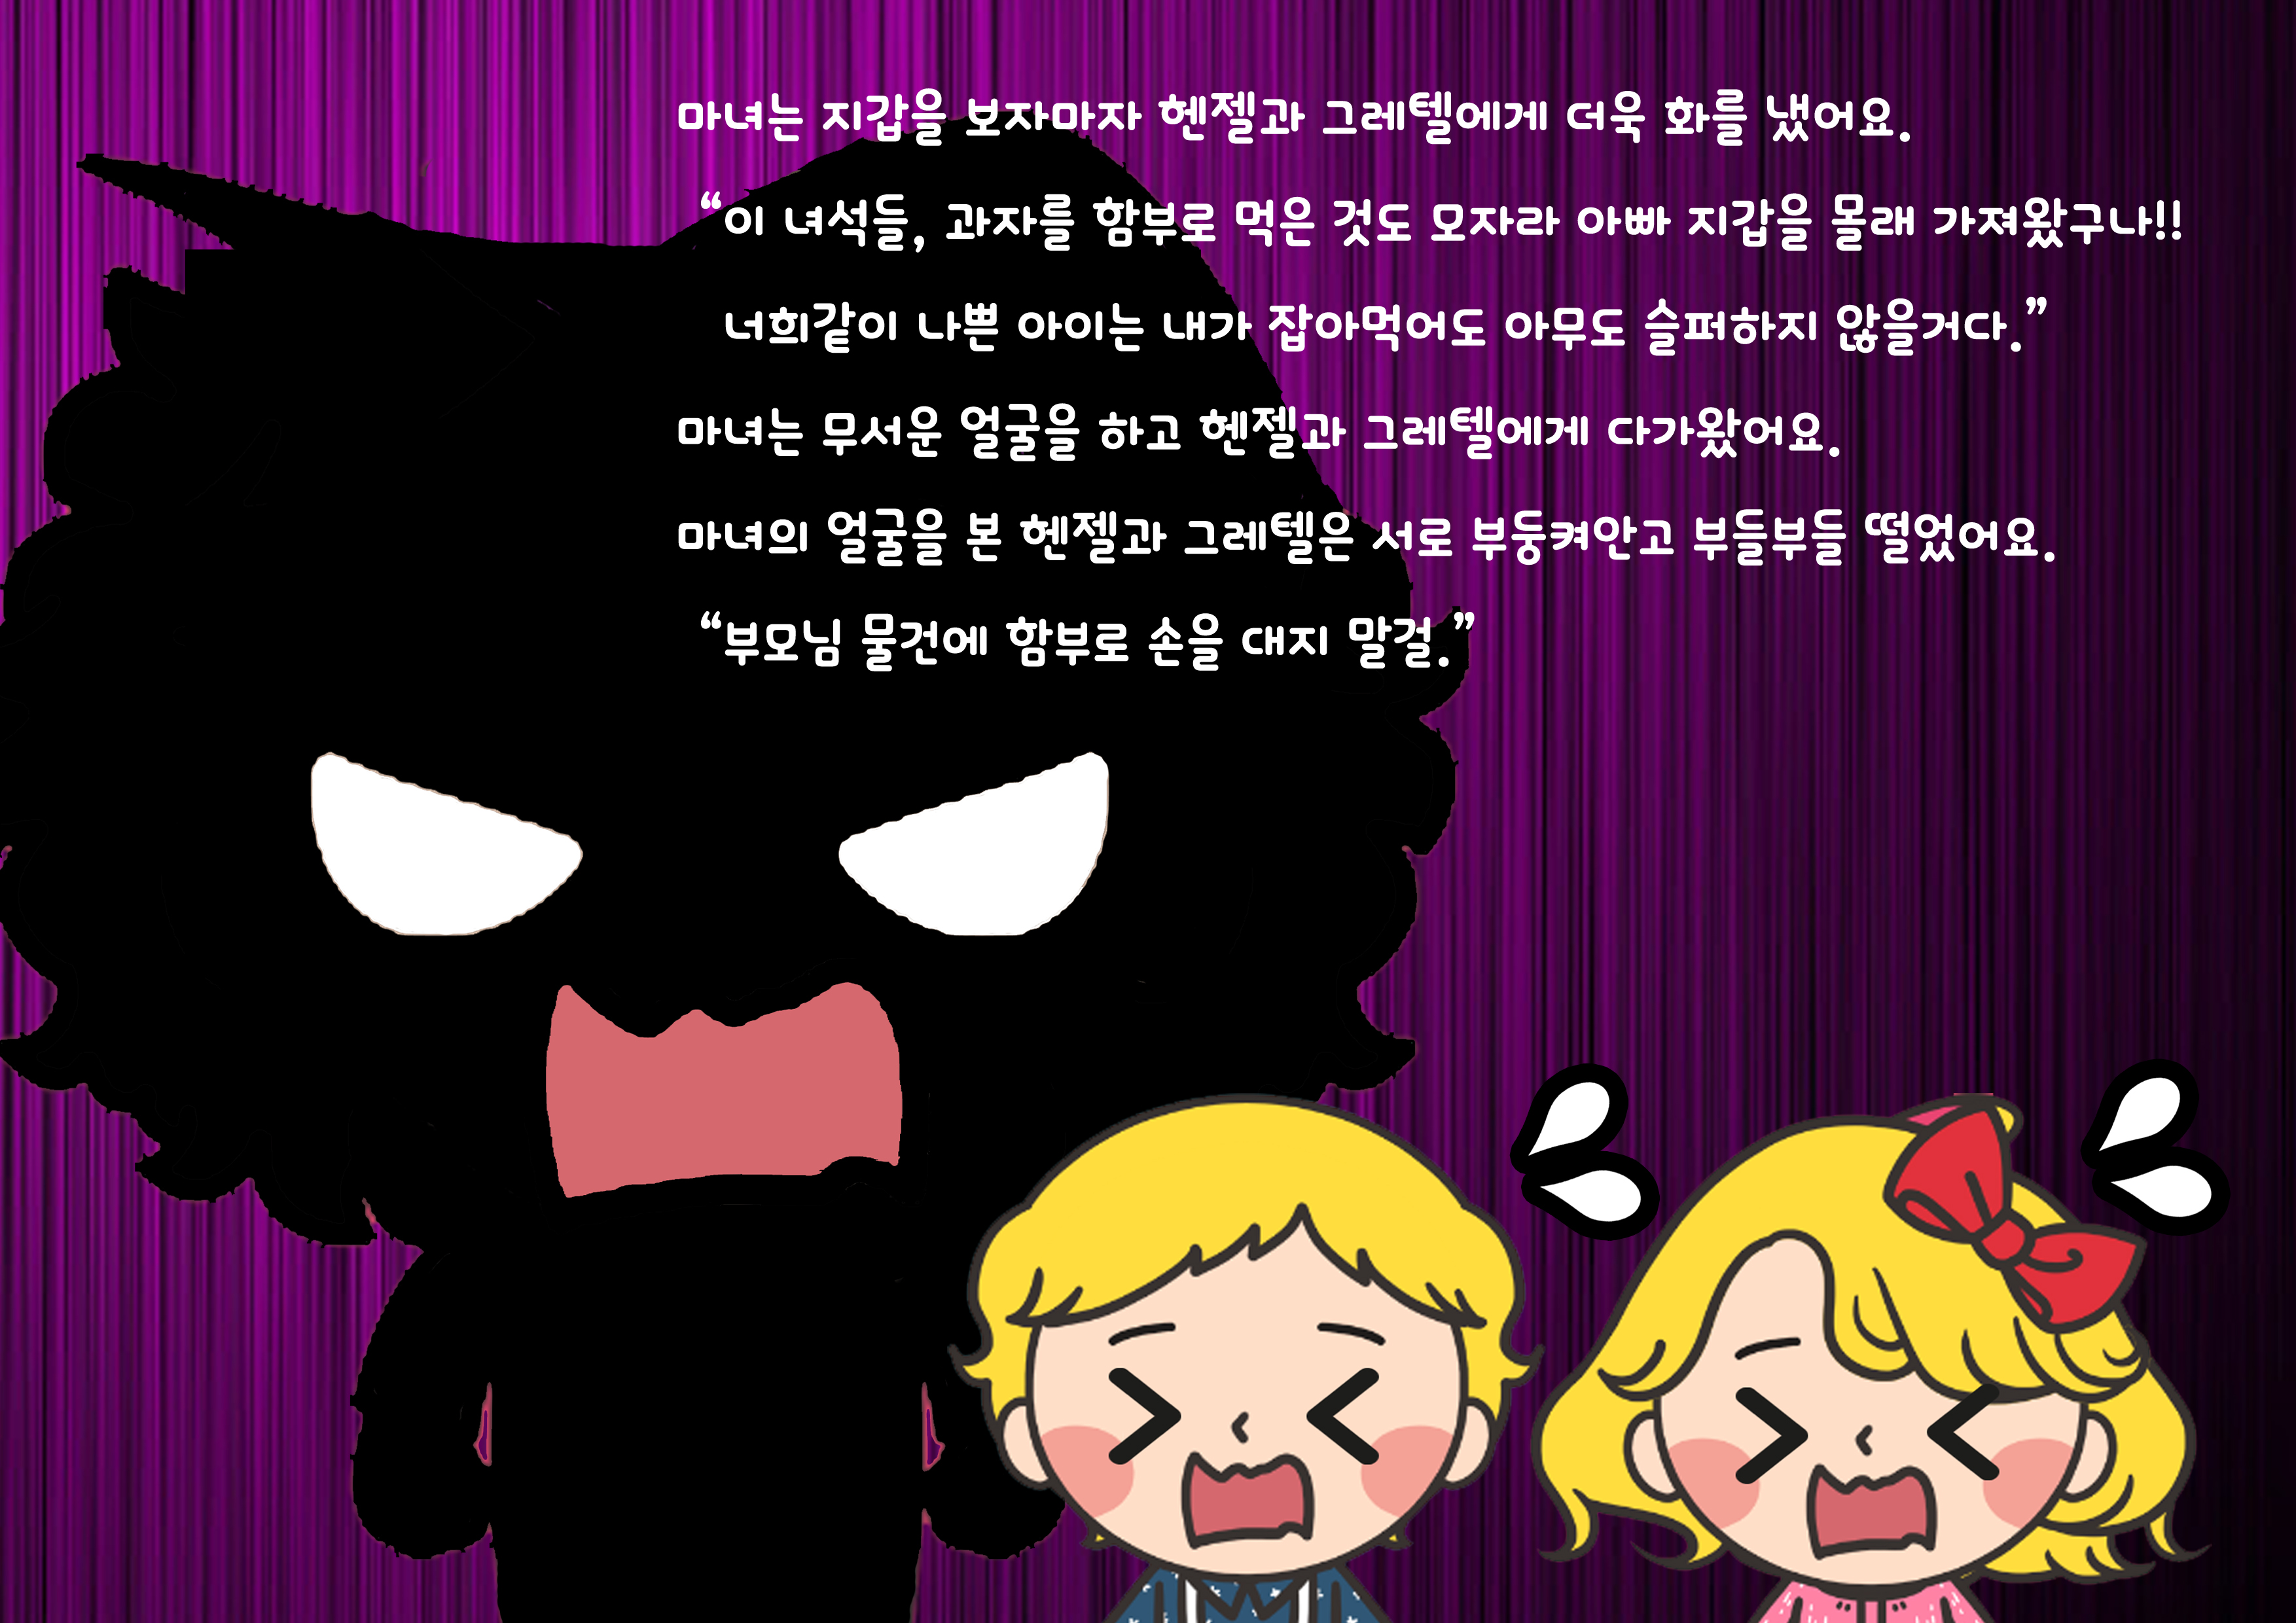 마녀는 지갑을 보자마자 헨젤과 그레텔에게 더욱 화를 냈어요.
“이 녀석들, 과자를 함부로 먹은 것도 모자라 아빠 지갑을 몰래 가져왔구나!!
너희같이 나쁜 아이는 내가 잡아먹어도 아무도 슬퍼하지 않을거다.”
마녀는 무서운 얼굴을 하고 헨젤과 그레텔에게 다가왔어요.
마녀의 얼굴을 본 헨젤과 그레텔은 서로 부둥켜안고 부들부들 떨었어요.
“부모님 물건에 함부로 손을 대지 말걸.”